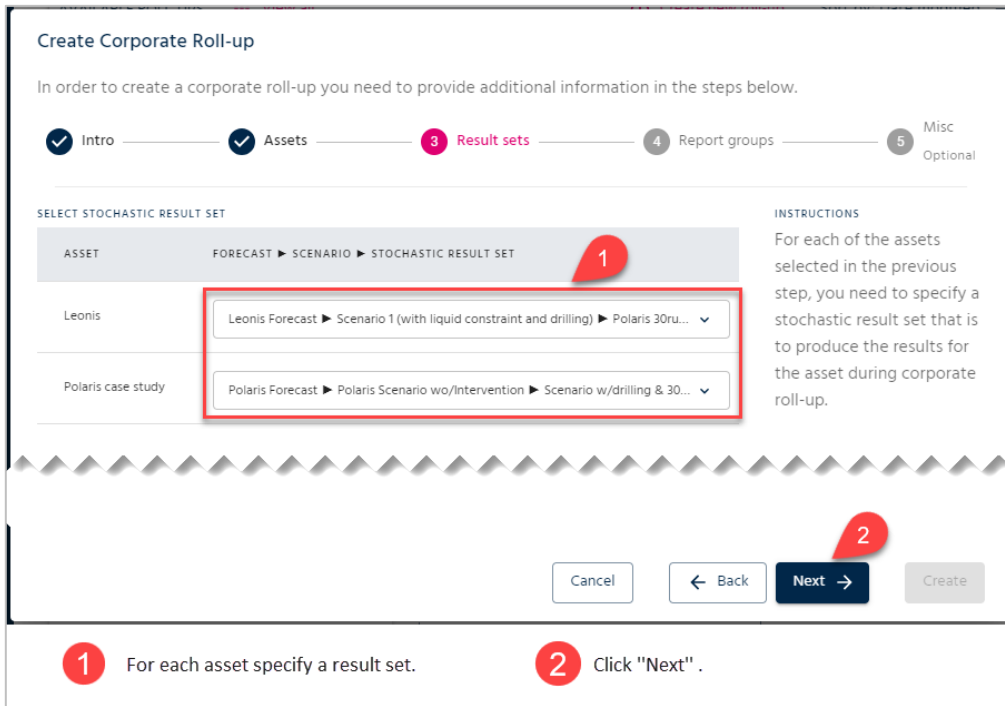 Create Corporate Roll-up
In order to create a corporate roll-up you need to provide additional information in the steps below.
Intro
Assets
3 Result sets
4 Report groups
5 Misc
Optional
SELECT STOCHASTIC RESULT SET
ASSET FORECAST ► SCENARIO ► STOCHASTIC RESULT SET
1
Leonis Leonis Forecast ► Scenario 1 (with liquid constraint and drilling) ► Polaris 30ru...
Polaris case study Polaris Forecast ► Polaris Scenario wo/Intervention ► Scenario w/drilling & 30...
INSTRUCTIONS
For each of the assets
selected in the previous
step, you need to specify a
stochastic result set that is
to produce the results for
the asset during corporate
roll-up.
2
Cancel ← Back Next → Create
1 For each asset specify a result set.
2 Click "Next" .